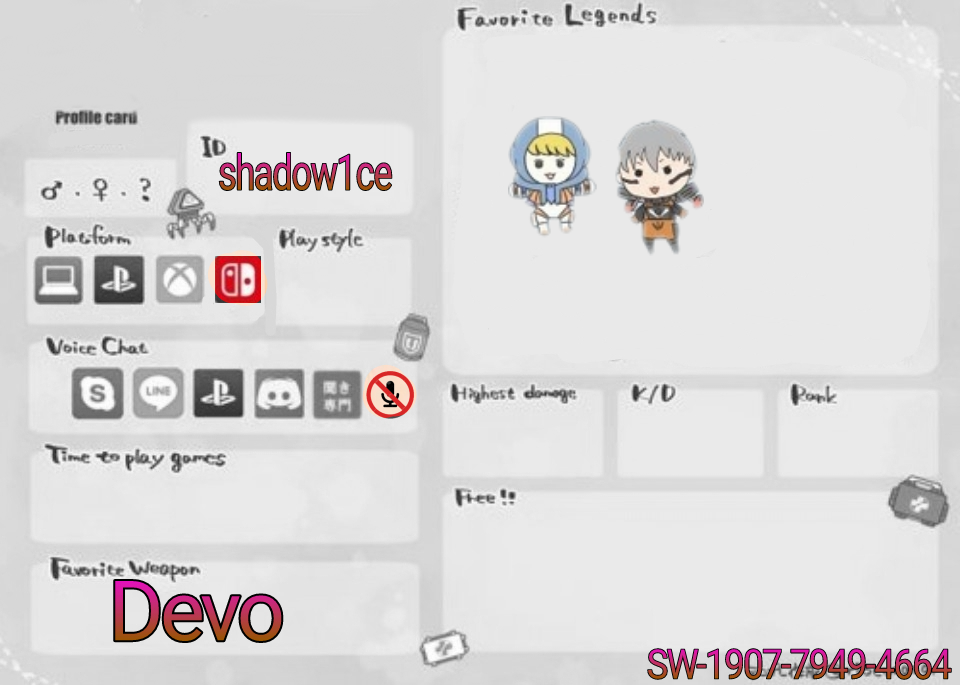 Profile card
ID
shadow1ce
♂ . ♀ . ?
Platform
Play style
Voice Chat
S
LINE
聞き
専門
Time to play games
Favorite Weapon
Devo
Favorite Legends
Highest damage
K/D
Rank
Free!!
SW-1907-7949-4664